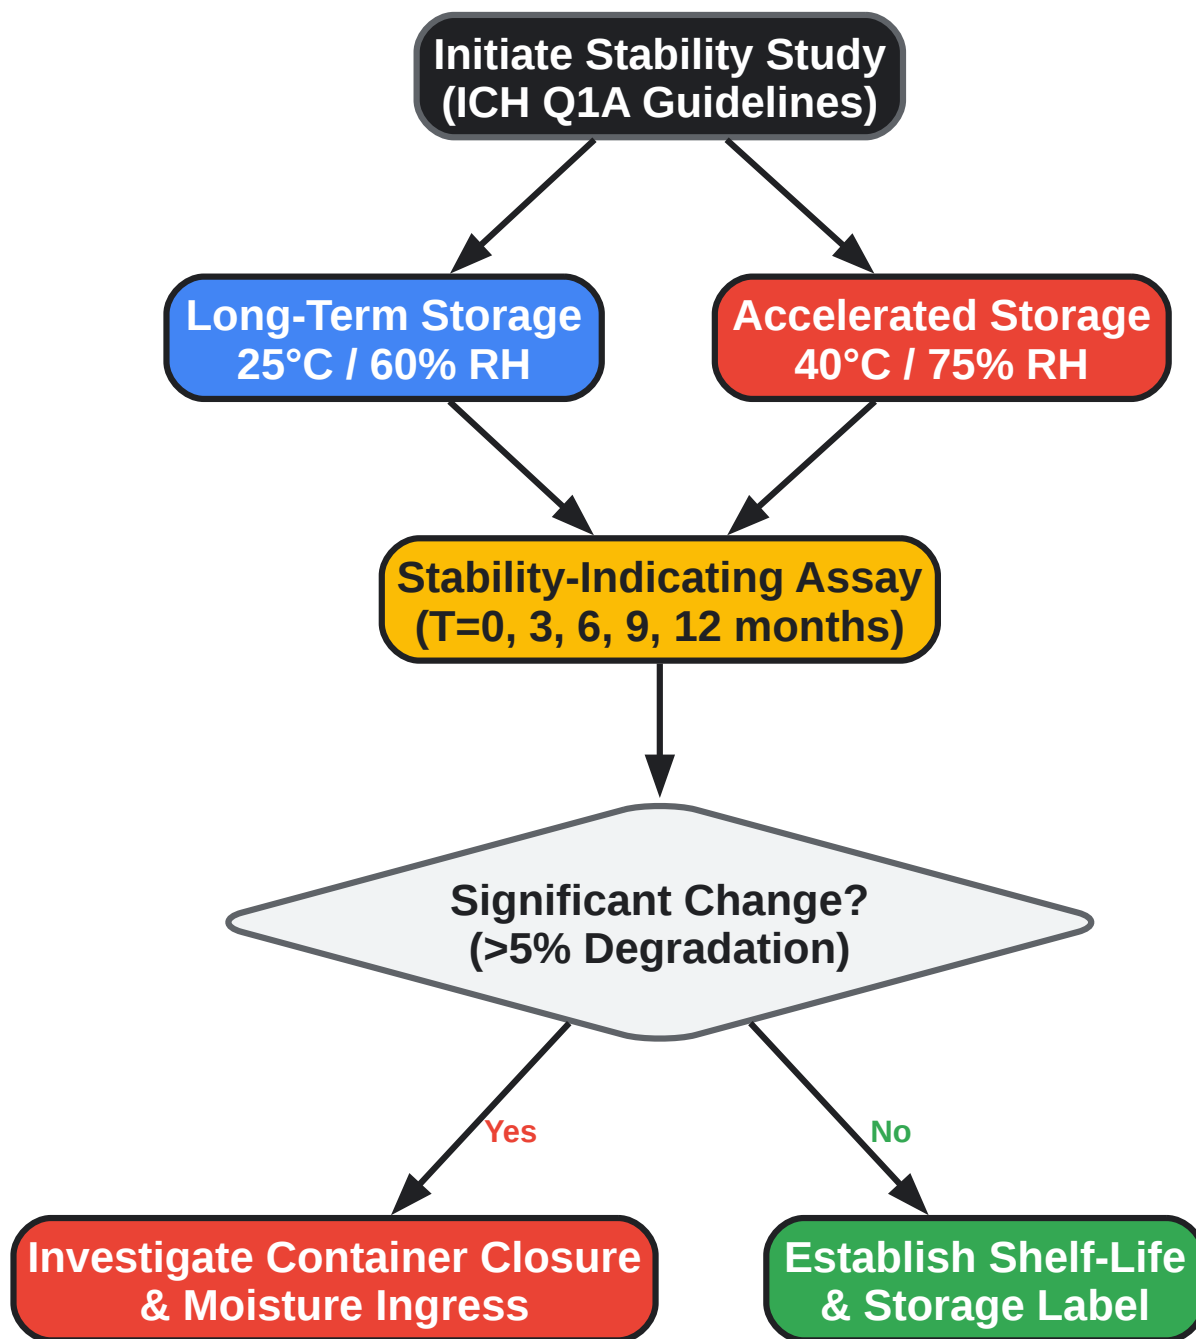 Initiate Stability Study
(ICH Q1A Guidelines)
Long-Term Storage
25°C / 60% RH
Accelerated Storage
40°C / 75% RH
Stability-Indicating Assay
(T=0, 3, 6, 9, 12 months)
Significant Change?
(>5% Degradation)
Yes
No
Investigate Container Closure
& Moisture Ingress
Establish Shelf-Life
& Storage Label